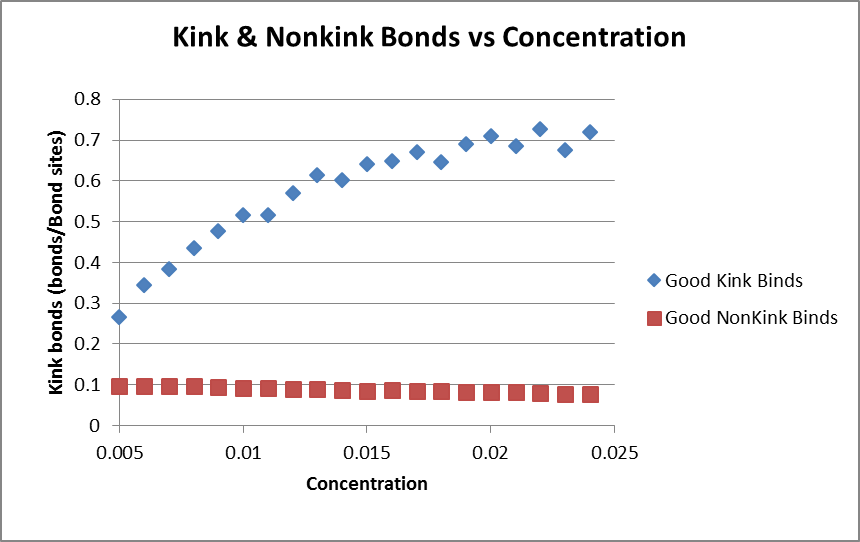 Kink & Nonkink Bonds vs Concentration
Kink bonds (bonds/Bond sites)
0.8
0.7
0.6
0.5
0.4
0.3
0.2
0.1
0
0.005
0.01
0.015
0.02
0.025
Concentration
Good Kink Binds
Good NonKink Binds